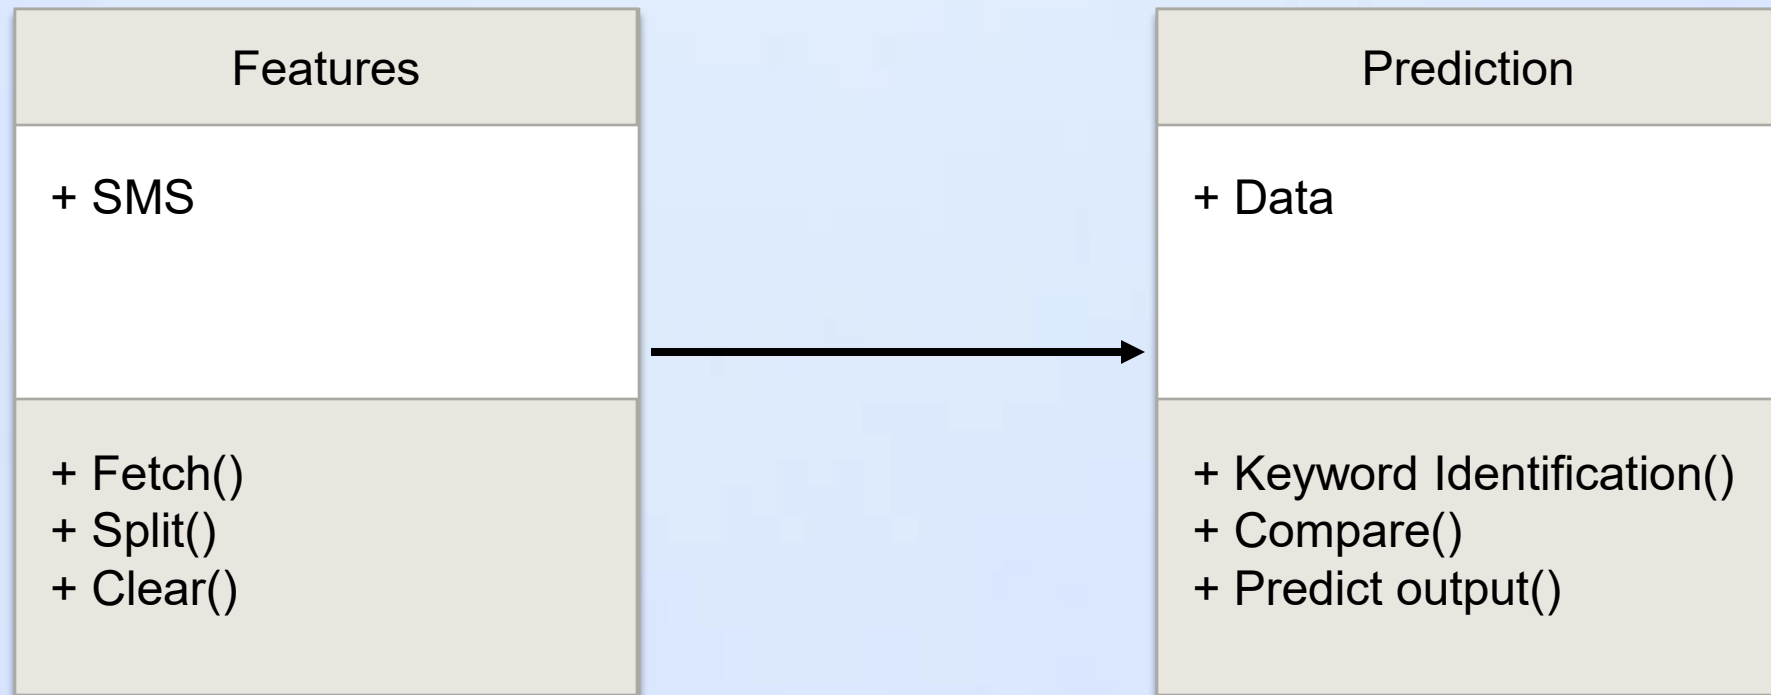 Features
+ SMS
+ Fetch()
+ Split()
+ Clear()
Prediction
+ Data
+ Keyword Identification()
+ Compare()
+ Predict output()